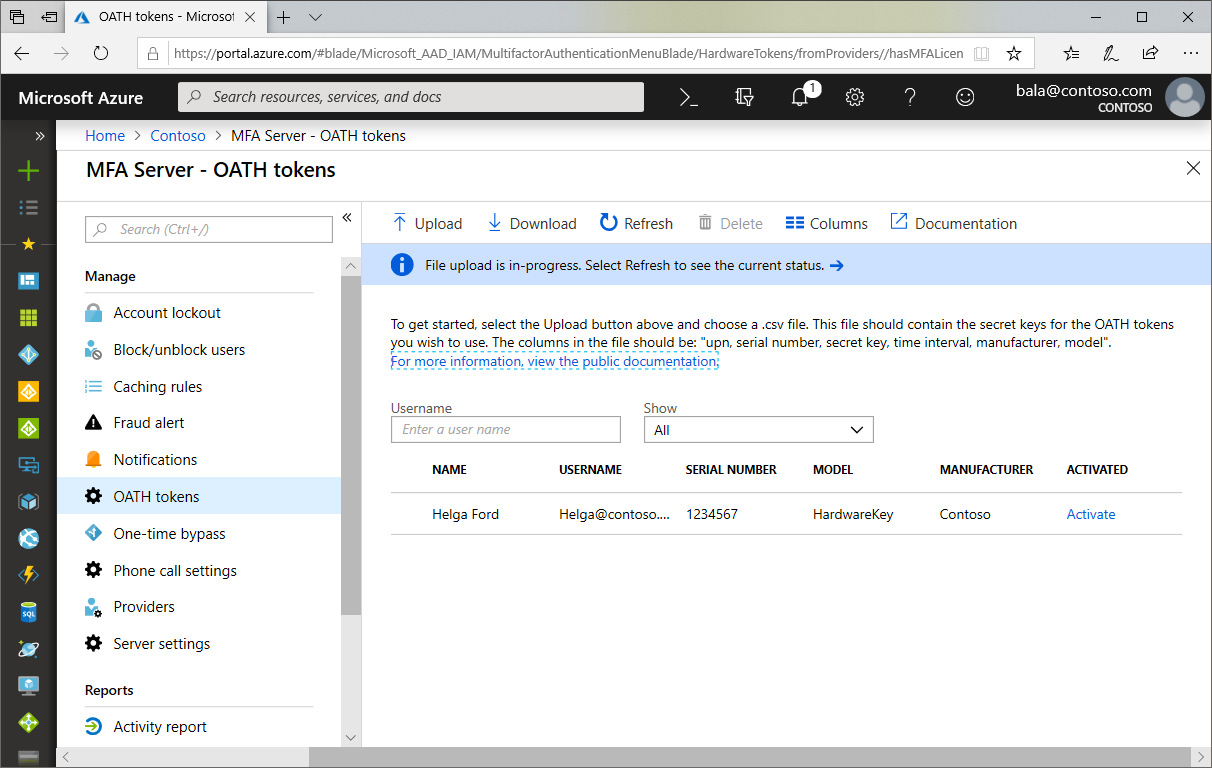 OATH tokens - Microsof
https://portal.azure.com/#blade/Microsoft_AAD_IAM/MultifactorAuthenticationMenuBlade/HardwareTokens/fromProviders//hasMFALicen
Microsoft Azure
Search resources, services, and docs
1
bala@contoso.com
CONTOSO
Home > Contoso > MFA Server - OATH tokens
MFA Server - OATH tokens
Search (Ctrl+/)
Manage
Account lockout
Block/unblock users
Caching rules
Fraud alert
Notifications
OATH tokens
One-time bypass
Phone call settings
Providers
Server settings
Reports
Activity report
SQL
Upload Download Refresh Delete Columns Documentation
File upload is in-progress. Select Refresh to see the current status.
To get started, select the Upload button above and choose a .csv file. This file should contain the secret keys for the OATH tokens
you wish to use. The columns in the file should be: "upn, serial number, secret key, time interval, manufacturer, model".
For more information, view the public documentation.
Username Show
Enter a user name All
NAME USERNAME SERIAL NUMBER MODEL MANUFACTURER ACTIVATED
Helga Ford Helga@contoso.... 1234567 HardwareKey Contoso Activate